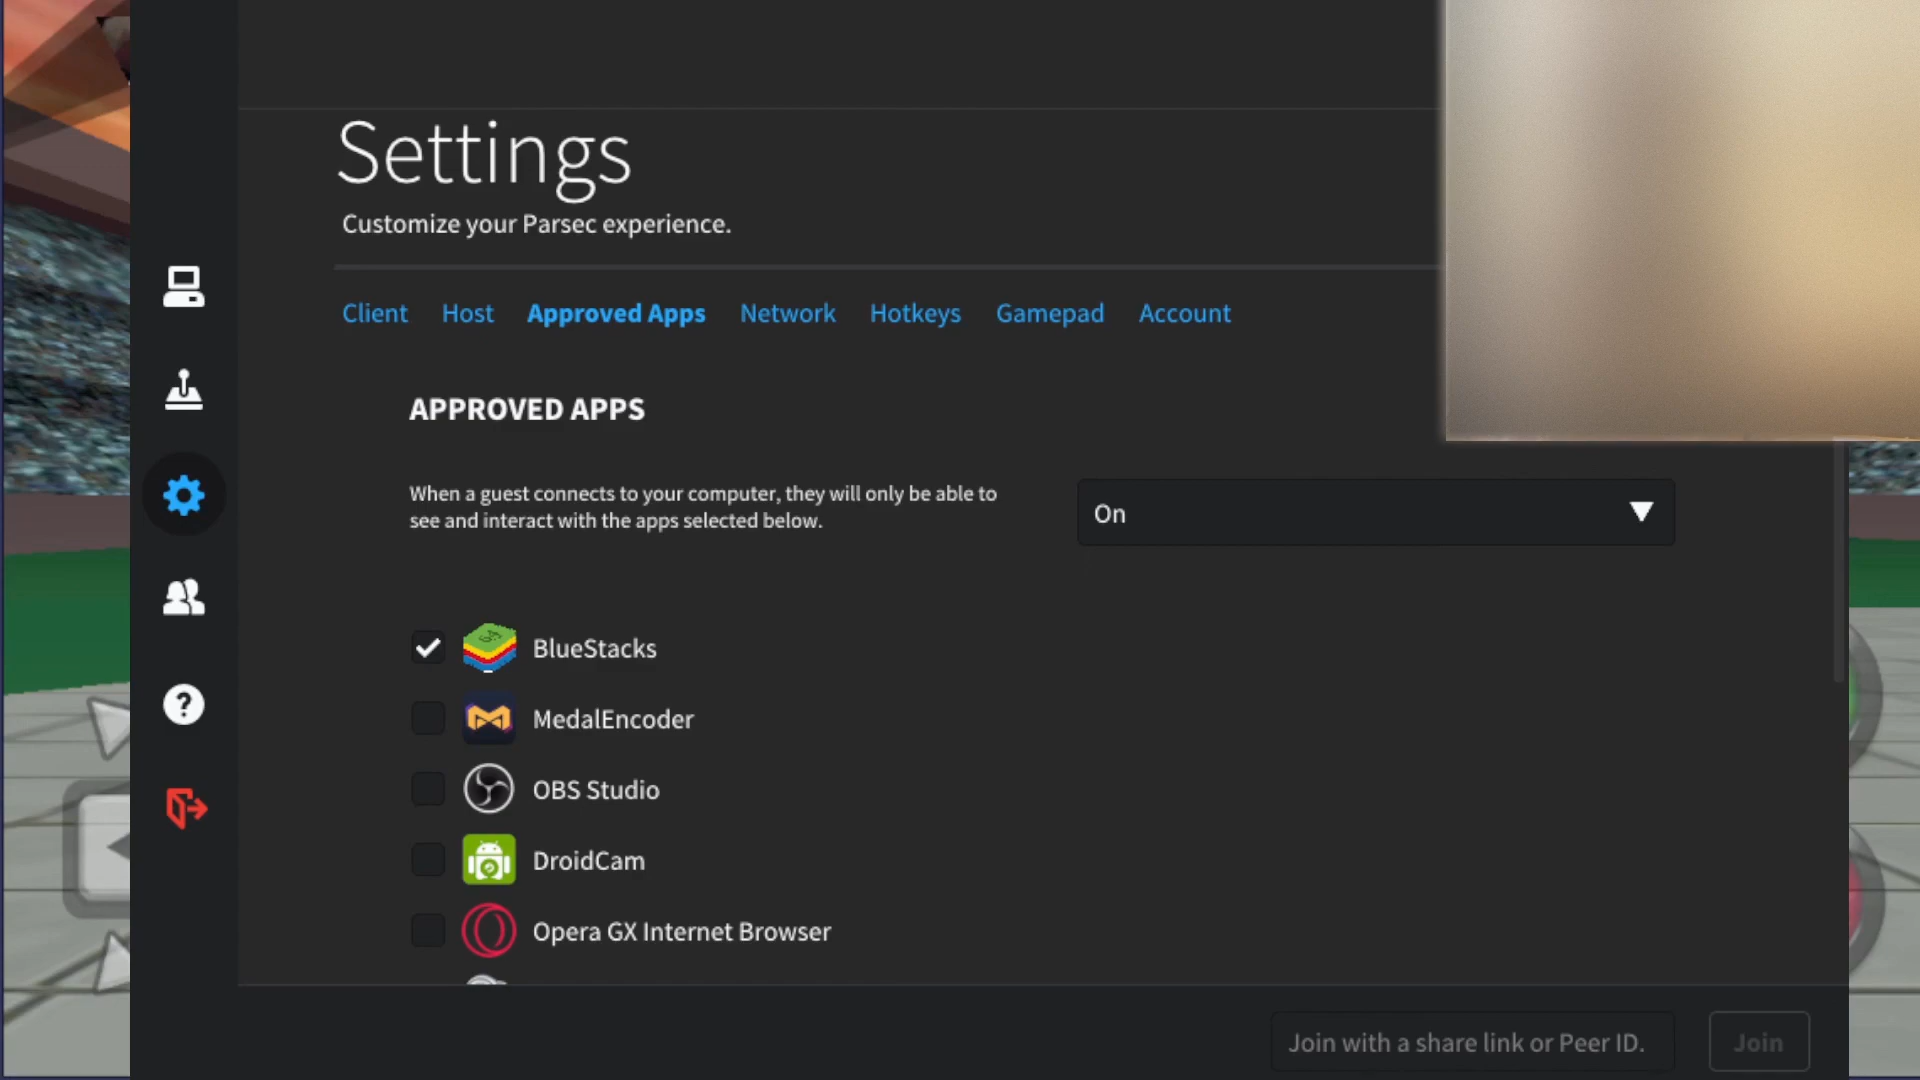 Settings
Customize your Parsec experience.
Client Host Approved Apps Network Hotkeys Gamepad Account
APPROVED APPS
When a guest connects to your computer, they will only be able to
see and interact with the apps selected below.
On
BlueStacks
MedalEncoder
OBS Studio
DroidCam
Opera GX Internet Browser
Join with a share link or Peer ID.
Join